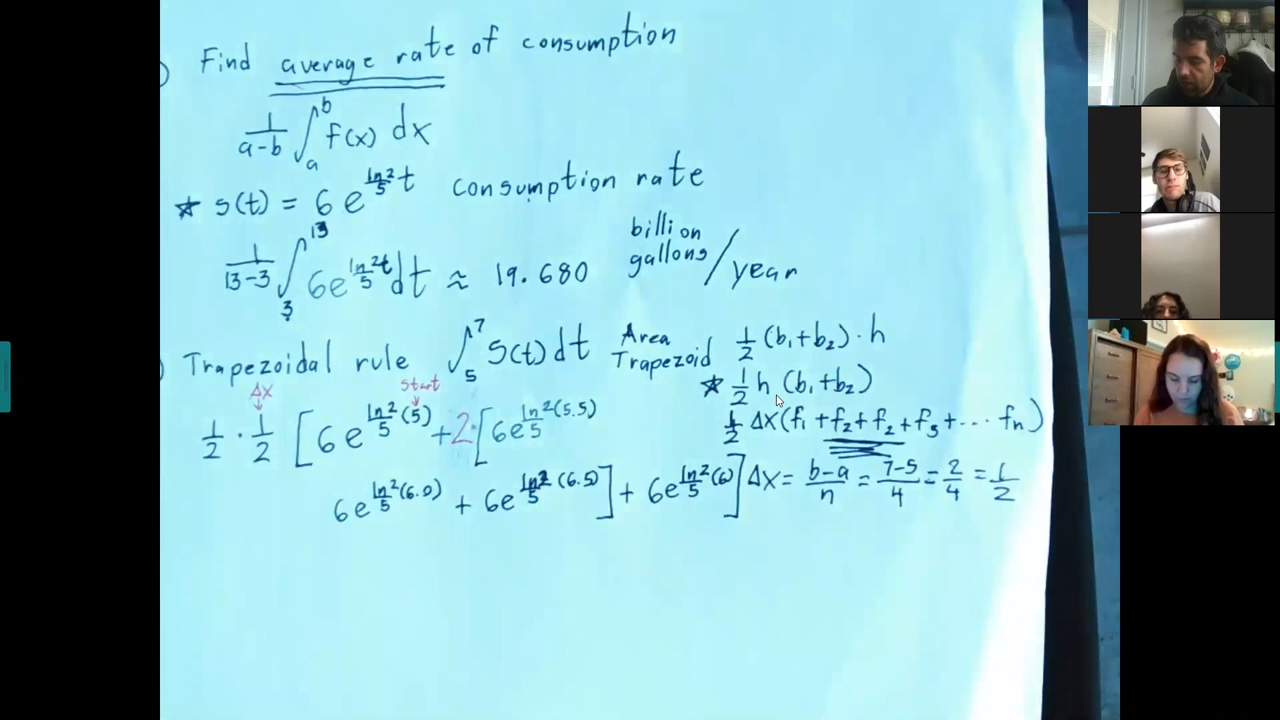 ) Find average rate of consumption
1/(a-b) ∫_a^b f(x) dx
★ s(t) = 6e^(ln2/5 t) consumption rate
1/(13-3) ∫_3^13 6e^(ln2/5 t) dt ≈ 19.680 billion gallons / year
) Trapezoidal rule ∫_5^7 S(t) dt Area Trapezoid 1/2 (b₁+b₂)·h
★ 1/2 h (b₁+b₂)
Δx ↓ start ↓
1/2 · 1/2 [6e^(ln2/5 (5)) + 2·[6e^(ln2/5 (5.5))
1/2 Δx(f₁+f₂+f₂+f₃+... fn)
6e^(ln2/5 (6.0)) + 6e^(ln2/5 (6.5))] + 6e^(ln2/5 (6))]
Δx = (b-a)/n = (7-5)/4 = 2/4 = 1/2